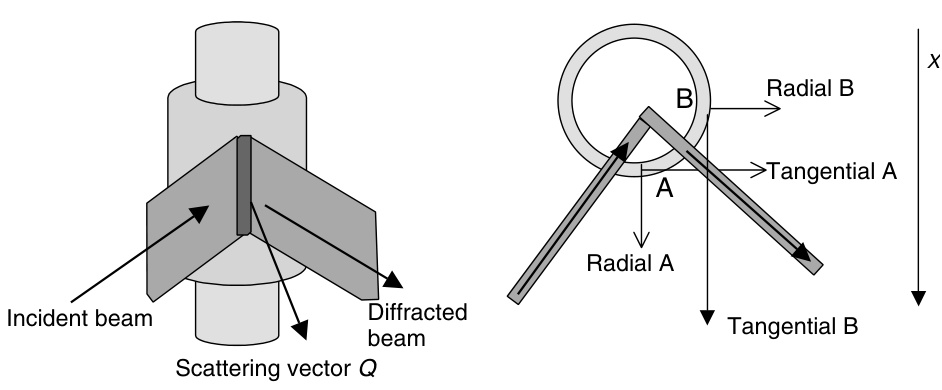 Incident beam
Diffracted
beam
Scattering vector Q
B
Radial B
Tangential A
A
Radial A
Tangential B
x